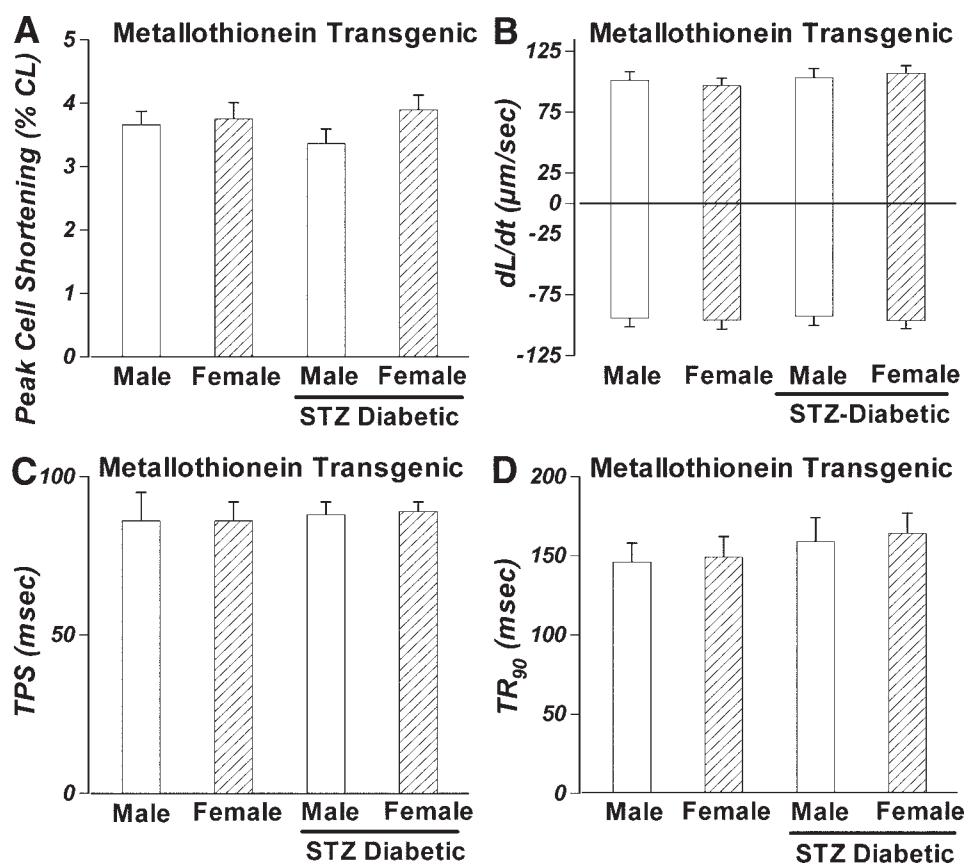 A
Metallothionein Transgenic
Peak Cell Shortening (% CL)
5
4
3
2
1
0
Male Female Male Female
STZ Diabetic
B
Metallothionein Transgenic
dL/dt (μm/sec)
125
75
25
0
-25
-75
-125
Male Female Male Female
STZ-Diabetic
C
Metallothionein Transgenic
TPS (msec)
100
50
0
Male Female Male Female
STZ Diabetic
D
Metallothionein Transgenic
TR90 (msec)
200
150
100
50
0
Male Female Male Female
STZ Diabetic